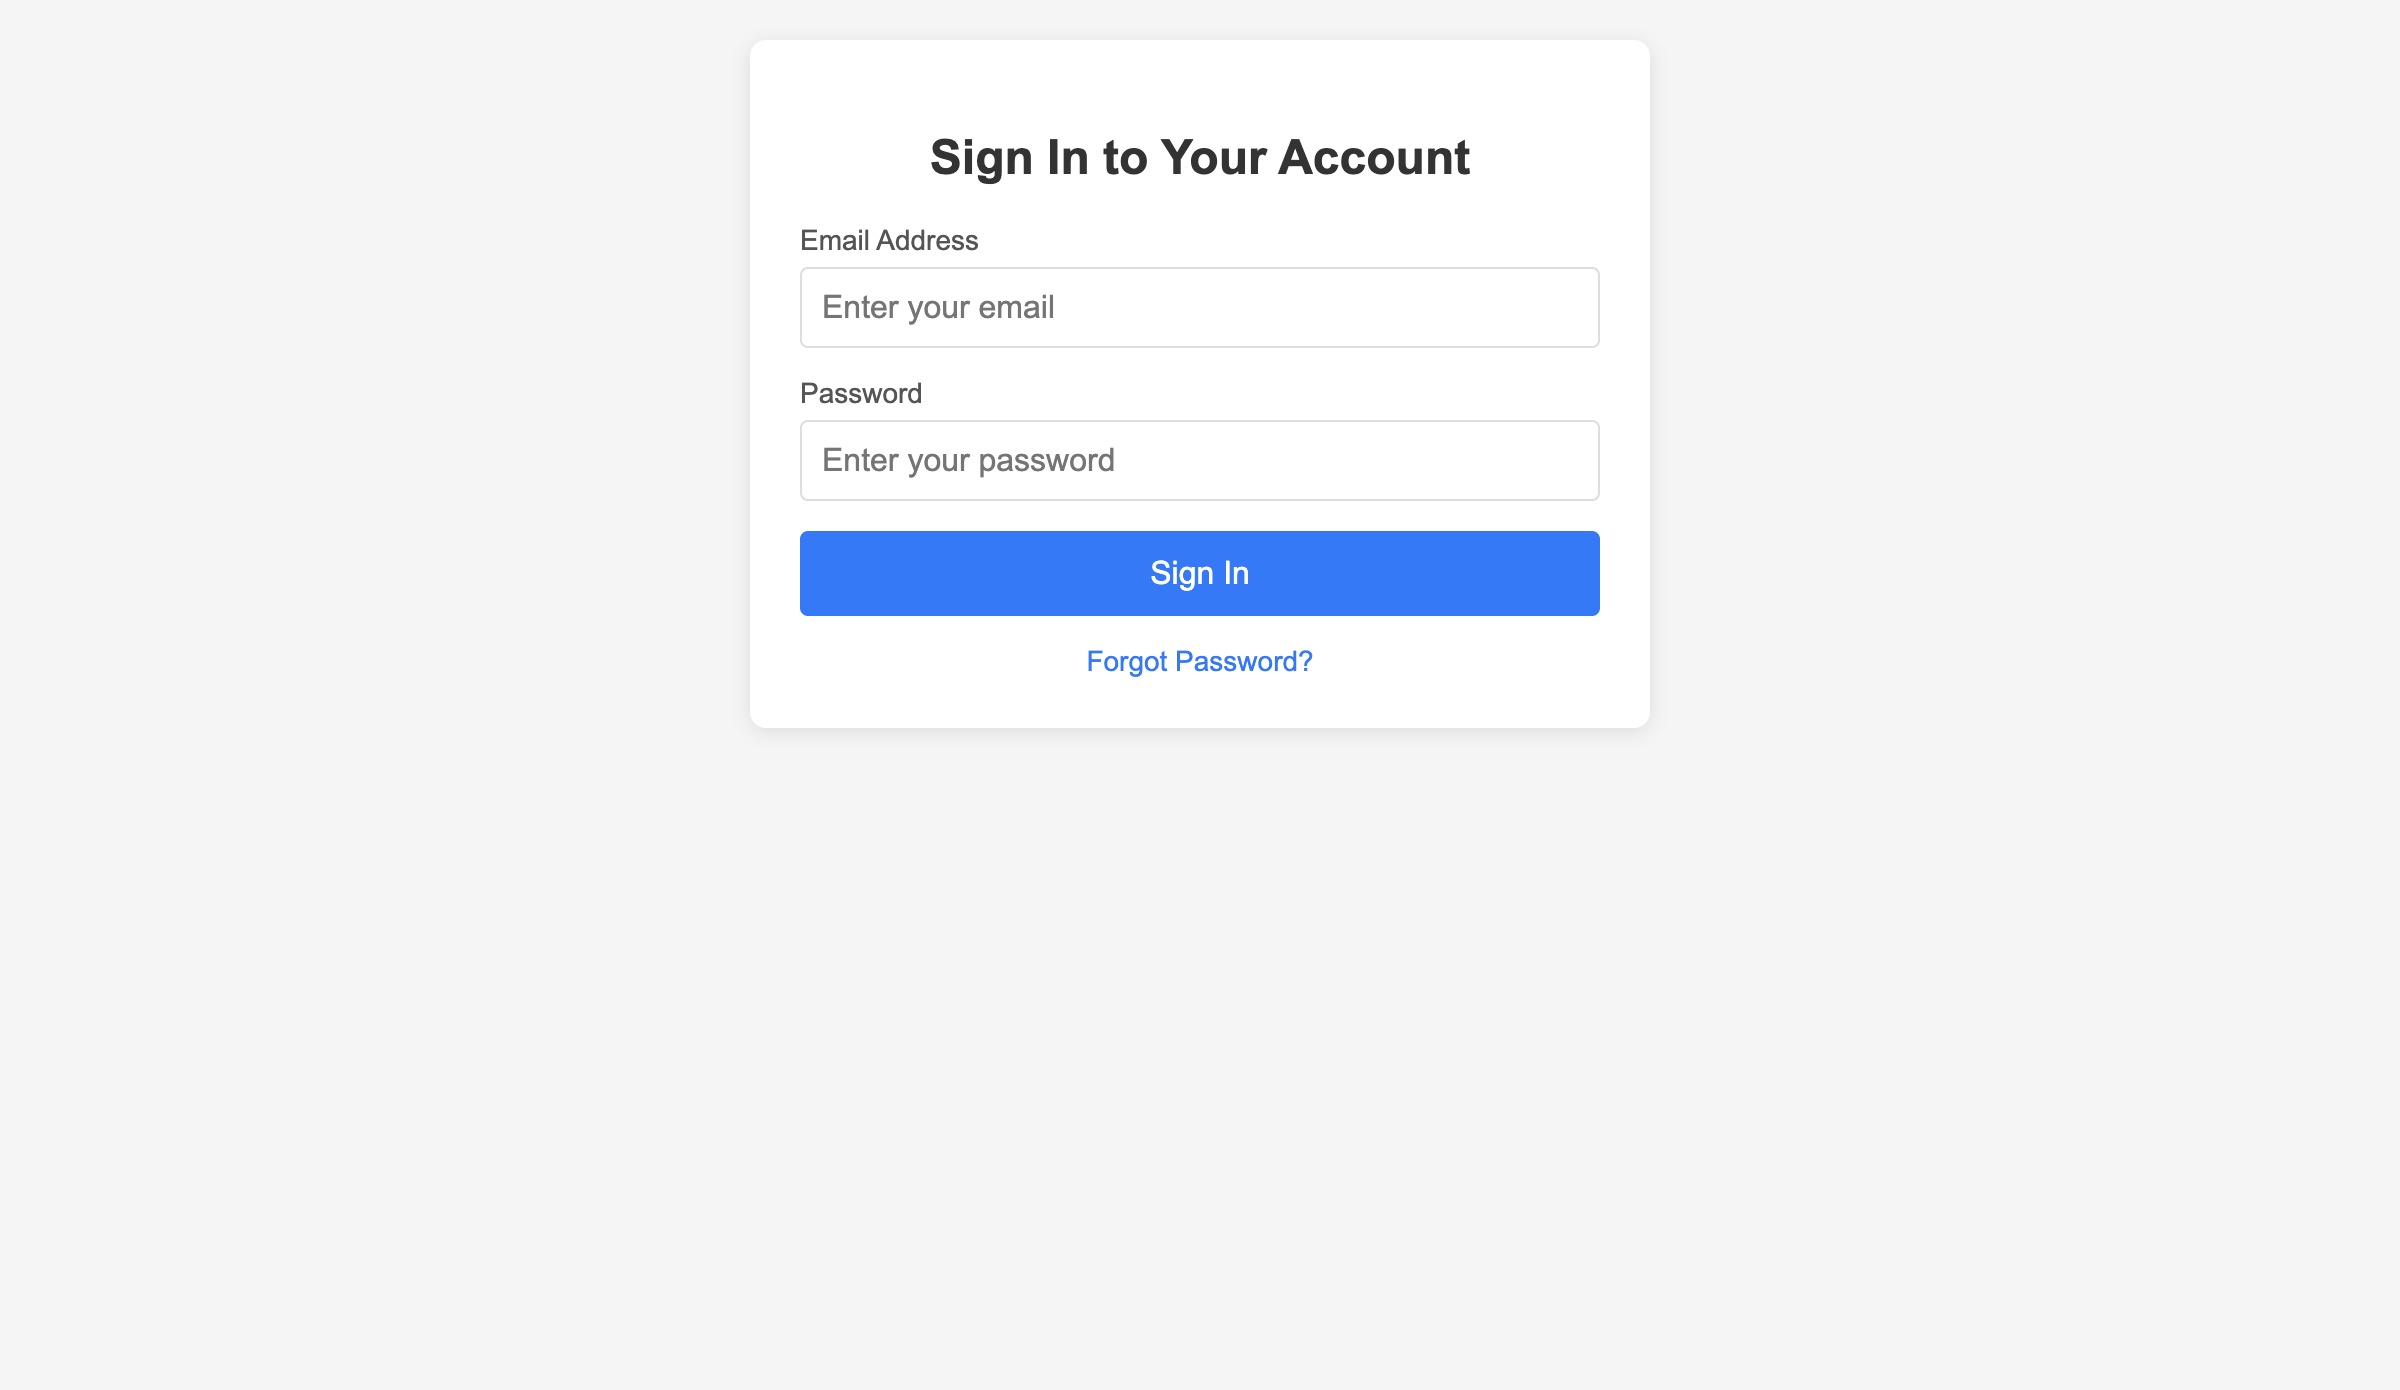 Sign In to Your Account
Email Address
Enter your email
Password
Enter your password
Sign In
Forgot Password?